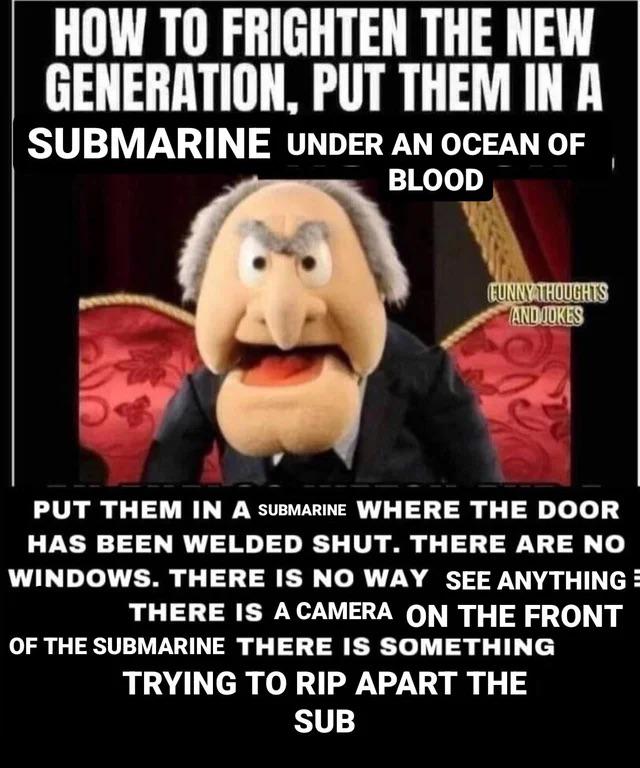 HOW TO FRIGHTEN THE NEW
GENERATION, PUT THEM IN A
SUBMARINE UNDER AN OCEAN OF
BLOOD
FUNNY THOUGHTS
AND JOKES
PUT THEM IN A SUBMARINE WHERE THE DOOR
HAS BEEN WELDED SHUT. THERE ARE NO
WINDOWS. THERE IS NO WAY SEE ANYTHING
THERE IS A CAMERA ON THE FRONT
OF THE SUBMARINE THERE IS SOMETHING
TRYING TO RIP APART THE
SUB